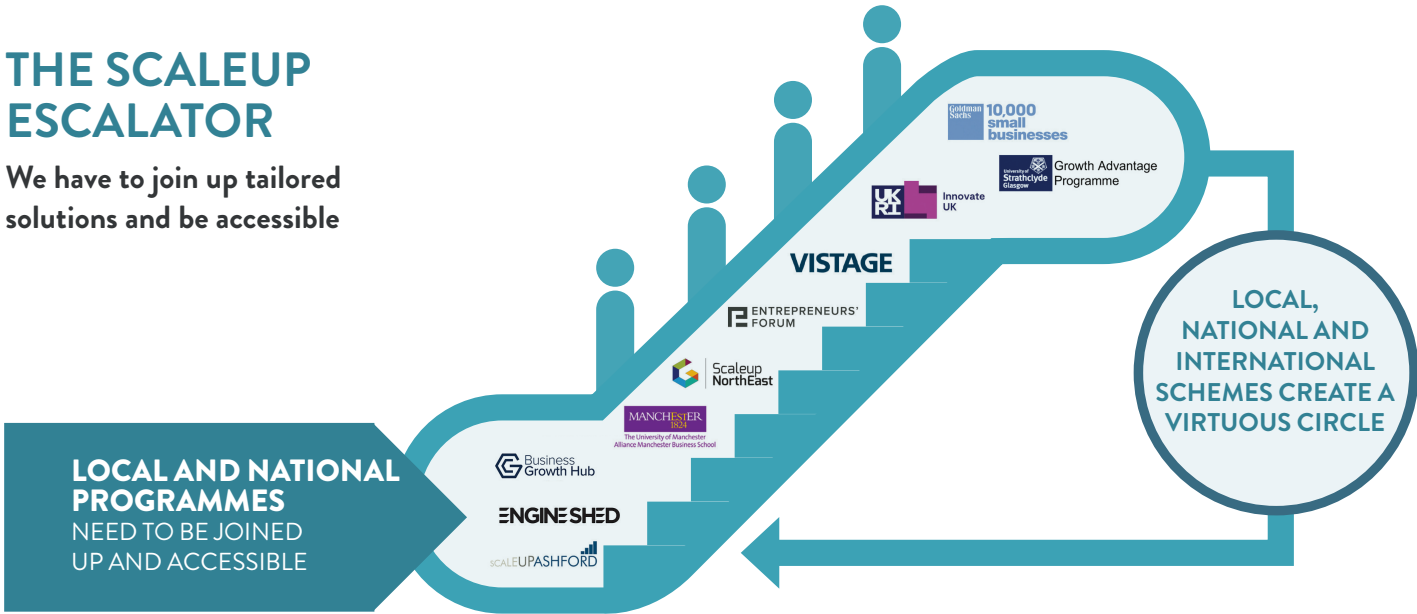 THE SCALEUP
ESCALATOR
We have to join up tailored
solutions and be accessible
Goldman
Sachs
10,000
small
businesses
University of
Strathclyde
Glasgow
Growth Advantage
Programme
UK
RI
Innovate
UK
VISTAGE
ENTREPRENEURS'
FORUM
Scaleup
NorthEast
MANCHESTER
1824
The University of Manchester
Alliance Manchester Business School
Business
Growth Hub
ENGINE SHED
SCALEUPASHFORD
LOCAL AND NATIONAL
PROGRAMMES
NEED TO BE JOINED
UP AND ACCESSIBLE
LOCAL,
NATIONAL AND
INTERNATIONAL
SCHEMES CREATE A
VIRTUOUS CIRCLE